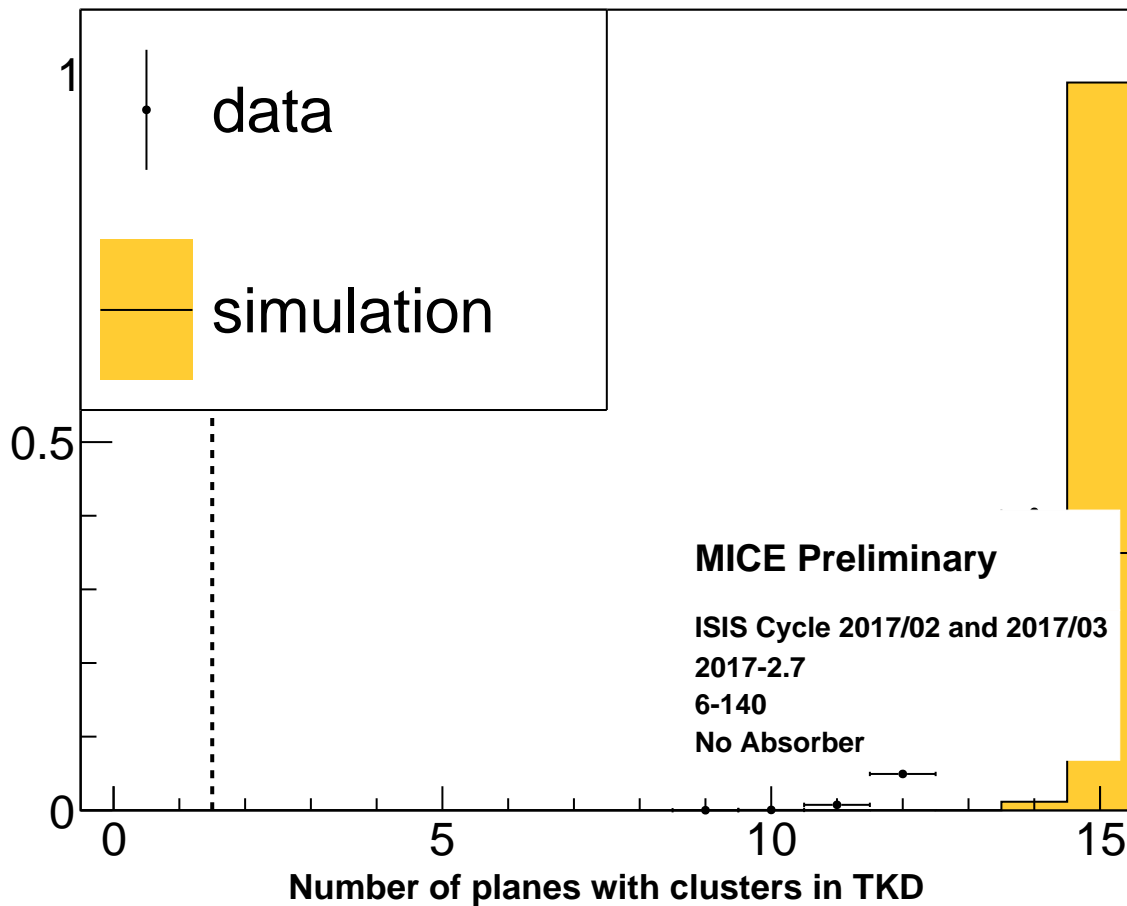 1
data
simulation
0.5
MICE Preliminary
ISIS Cycle 2017/02 and 2017/03
2017-2.7
6-140
No Absorber
0
0 5 10 15
Number of planes with clusters in TKD